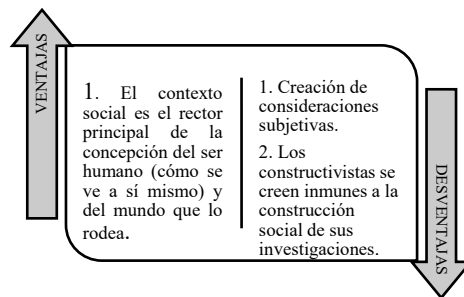 VENTAJAS
1. El contexto
social es el rector
principal de la
concepción del ser
humano (cómo se
ve a sí mismo) y
del mundo que lo
rodea.
1. Creación de
consideraciones
subjetivas.
2. Los
constructivistas se
creen inmunes a la
construcción
social de sus
investigaciones.
DESVENTAJAS